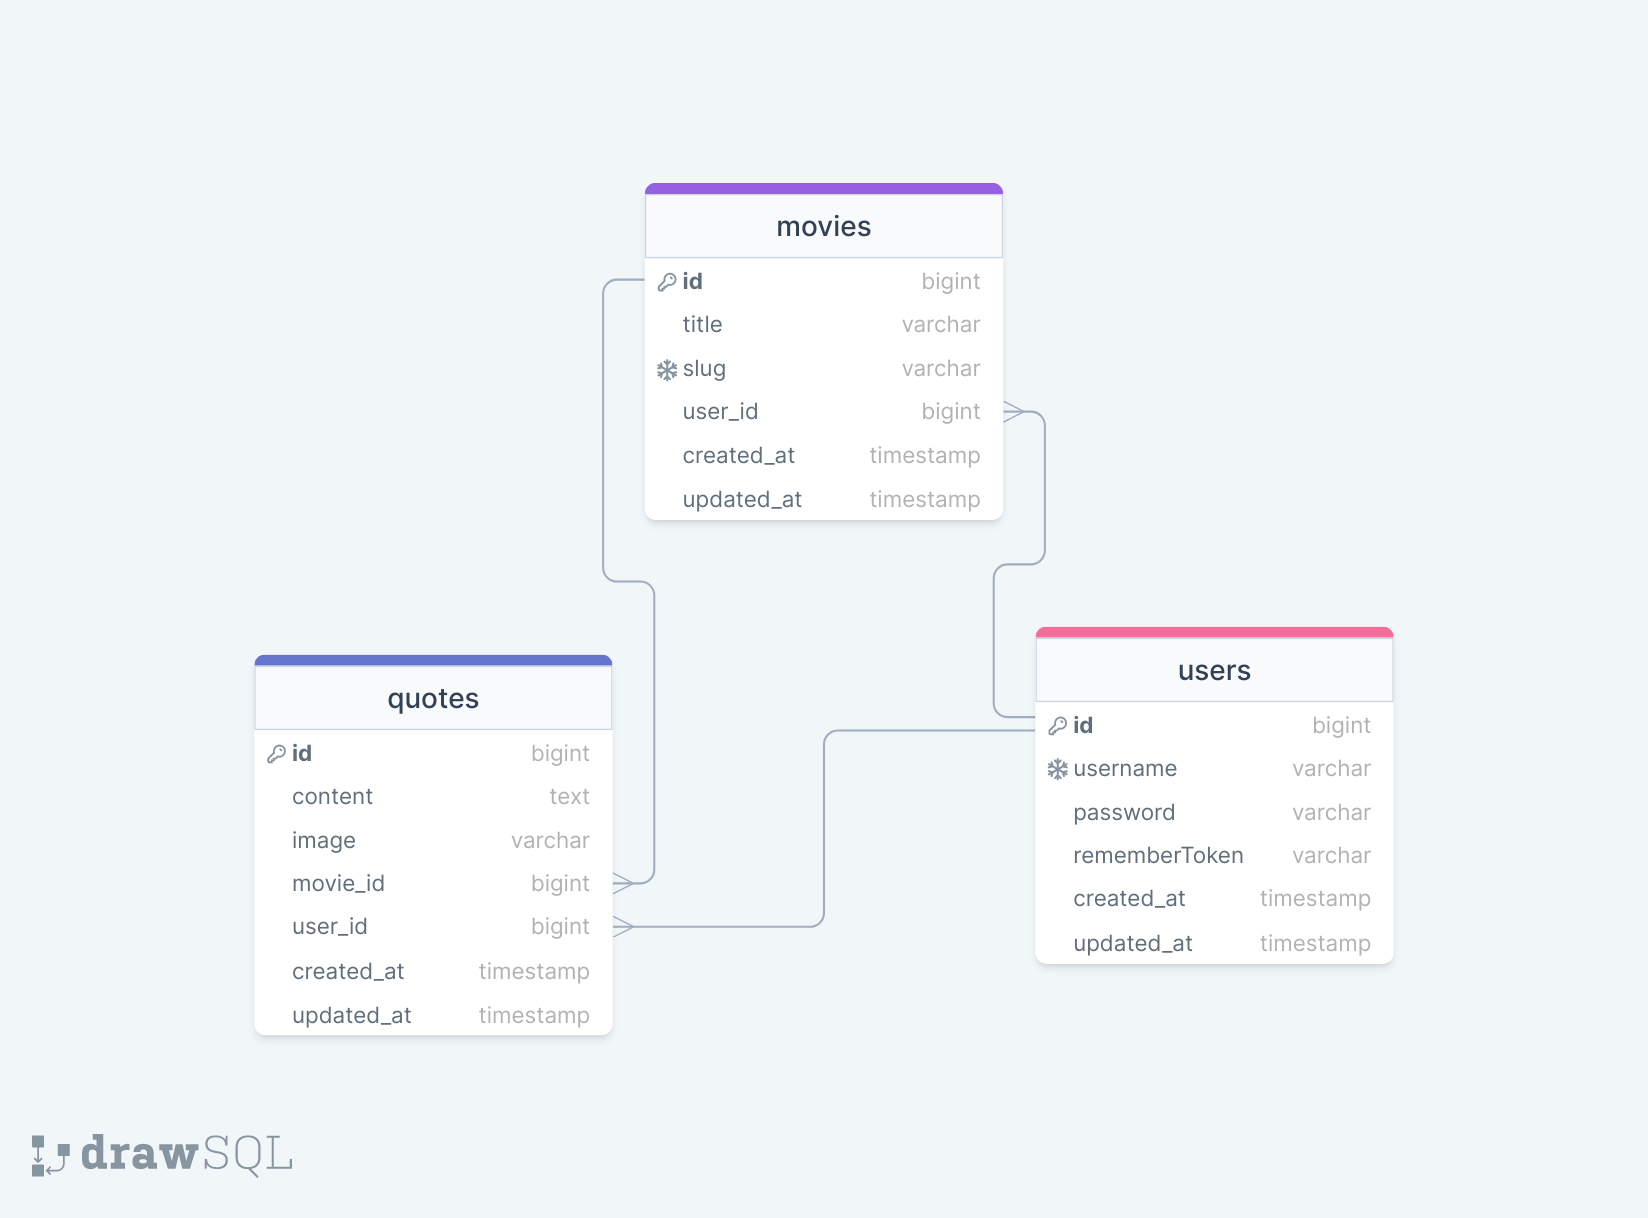 movies
id bigint
title varchar
slug varchar
user_id bigint
created_at timestamp
updated_at timestamp
quotes
id bigint
content text
image varchar
movie_id bigint
user_id bigint
created_at timestamp
updated_at timestamp
users
id bigint
username varchar
password varchar
rememberToken varchar
created_at timestamp
updated_at timestamp
drawSQL